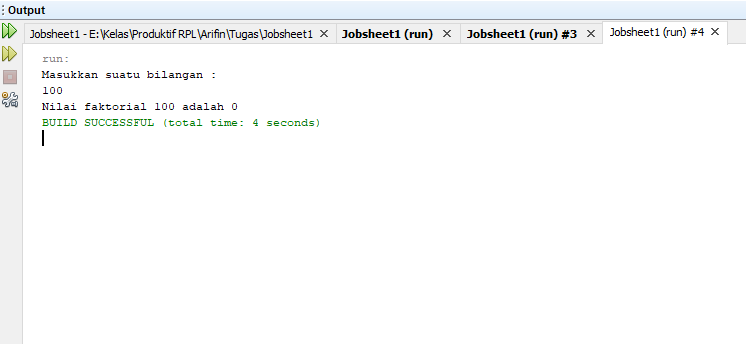 Output
Jobsheet1 - E:\Kelas\Produktif RPL\Arifin\Tugas\Jobsheet1 × Jobsheet1 (run) × Jobsheet1 (run) #3 × Jobsheet1 (run) #4 ×
run:
Masukkan suatu bilangan :
100
Nilai faktorial 100 adalah 0
BUILD SUCCESSFUL (total time: 4 seconds)